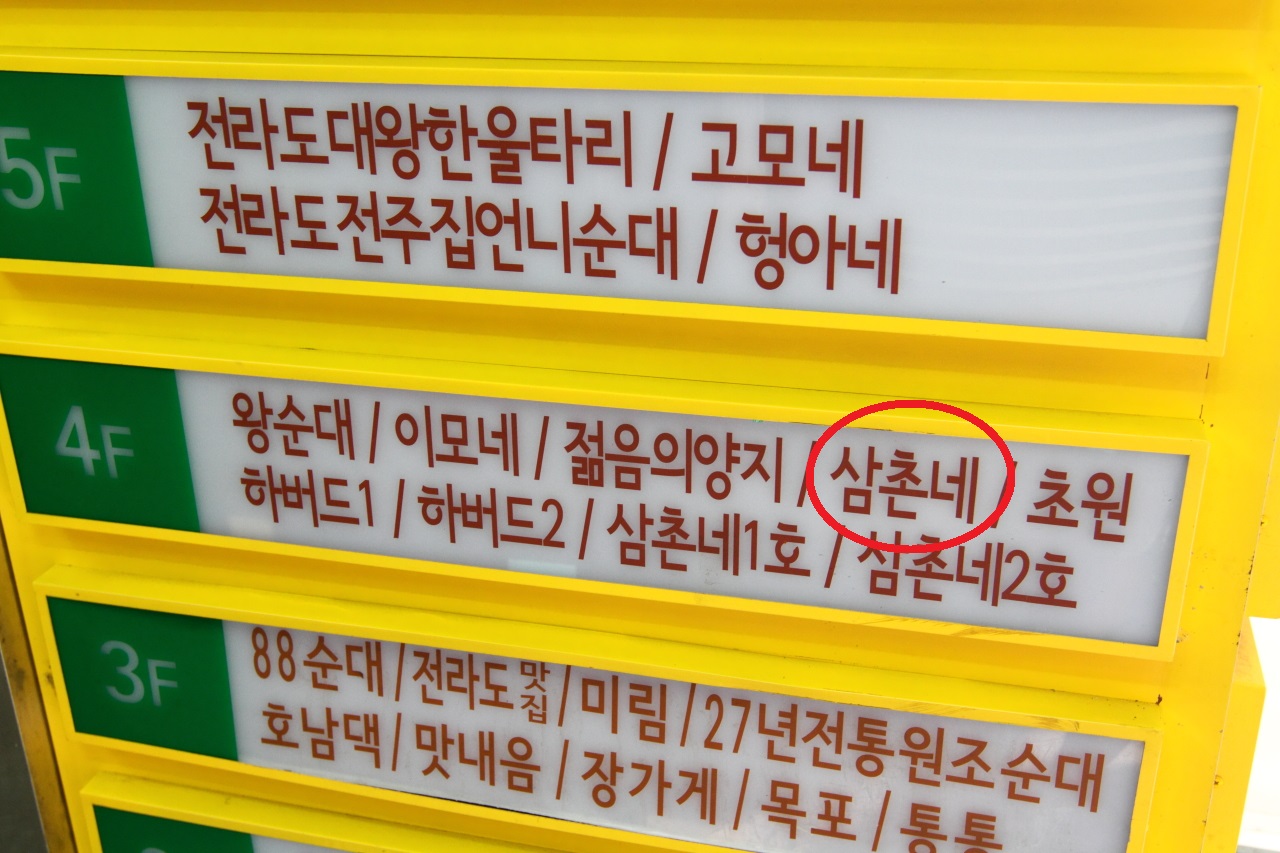 5F
전라도대왕한울타리 / 고모네
전라도전주집언니순대 / 헝아네
4F
왕순대 / 이모네 / 젊음의양지 / 삼촌네 / 초원
하버드1 / 하버드2 / 삼촌네1호 / 삼촌네2호
3F
88순대 / 전라도맛집 / 미림 / 27년전통원조순대
호남댁 / 맛내음 / 장가게 / 목포 / 통통